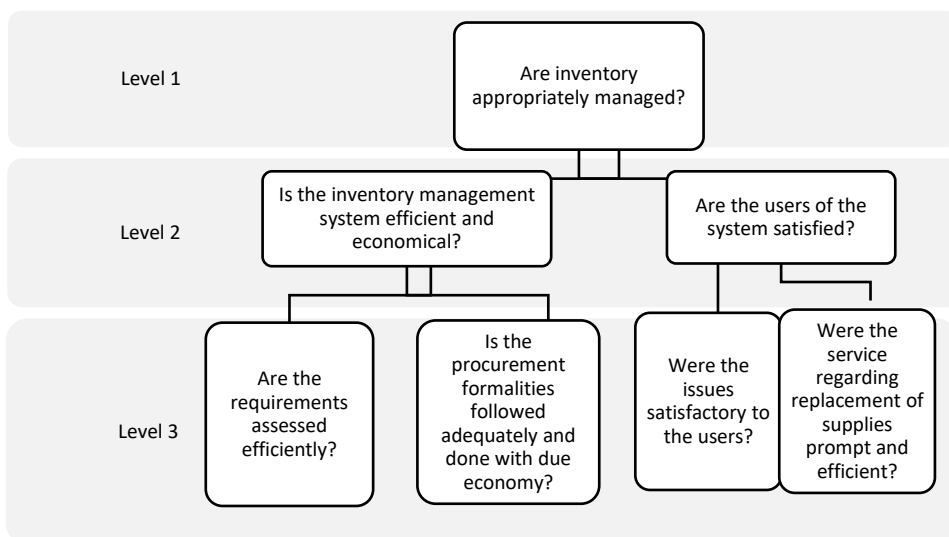 Level 1
Are inventory
appropriately managed?
Level 2
Is the inventory management
system efficient and
economical?
Are the users of the
system satisfied?
Level 3
Are the
requirements
assessed
efficiently?
Is the
procurement
formalities
followed
adequately and
done with due
economy?
Were the
issues
satisfactory to
the users?
Were the
service
regarding
replacement of
supplies
prompt and
efficient?